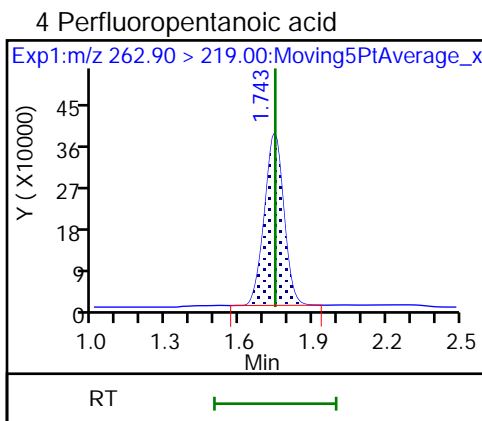 4 Perfluoropentanoic acid
Exp1:m/z 262.90 > 219.00:Moving5PtAverage_x
1.743
Y ( X10000)
45
36
27
18
9
0
1.0 1.3 1.6 1.9 2.2 2.5
Min
RT